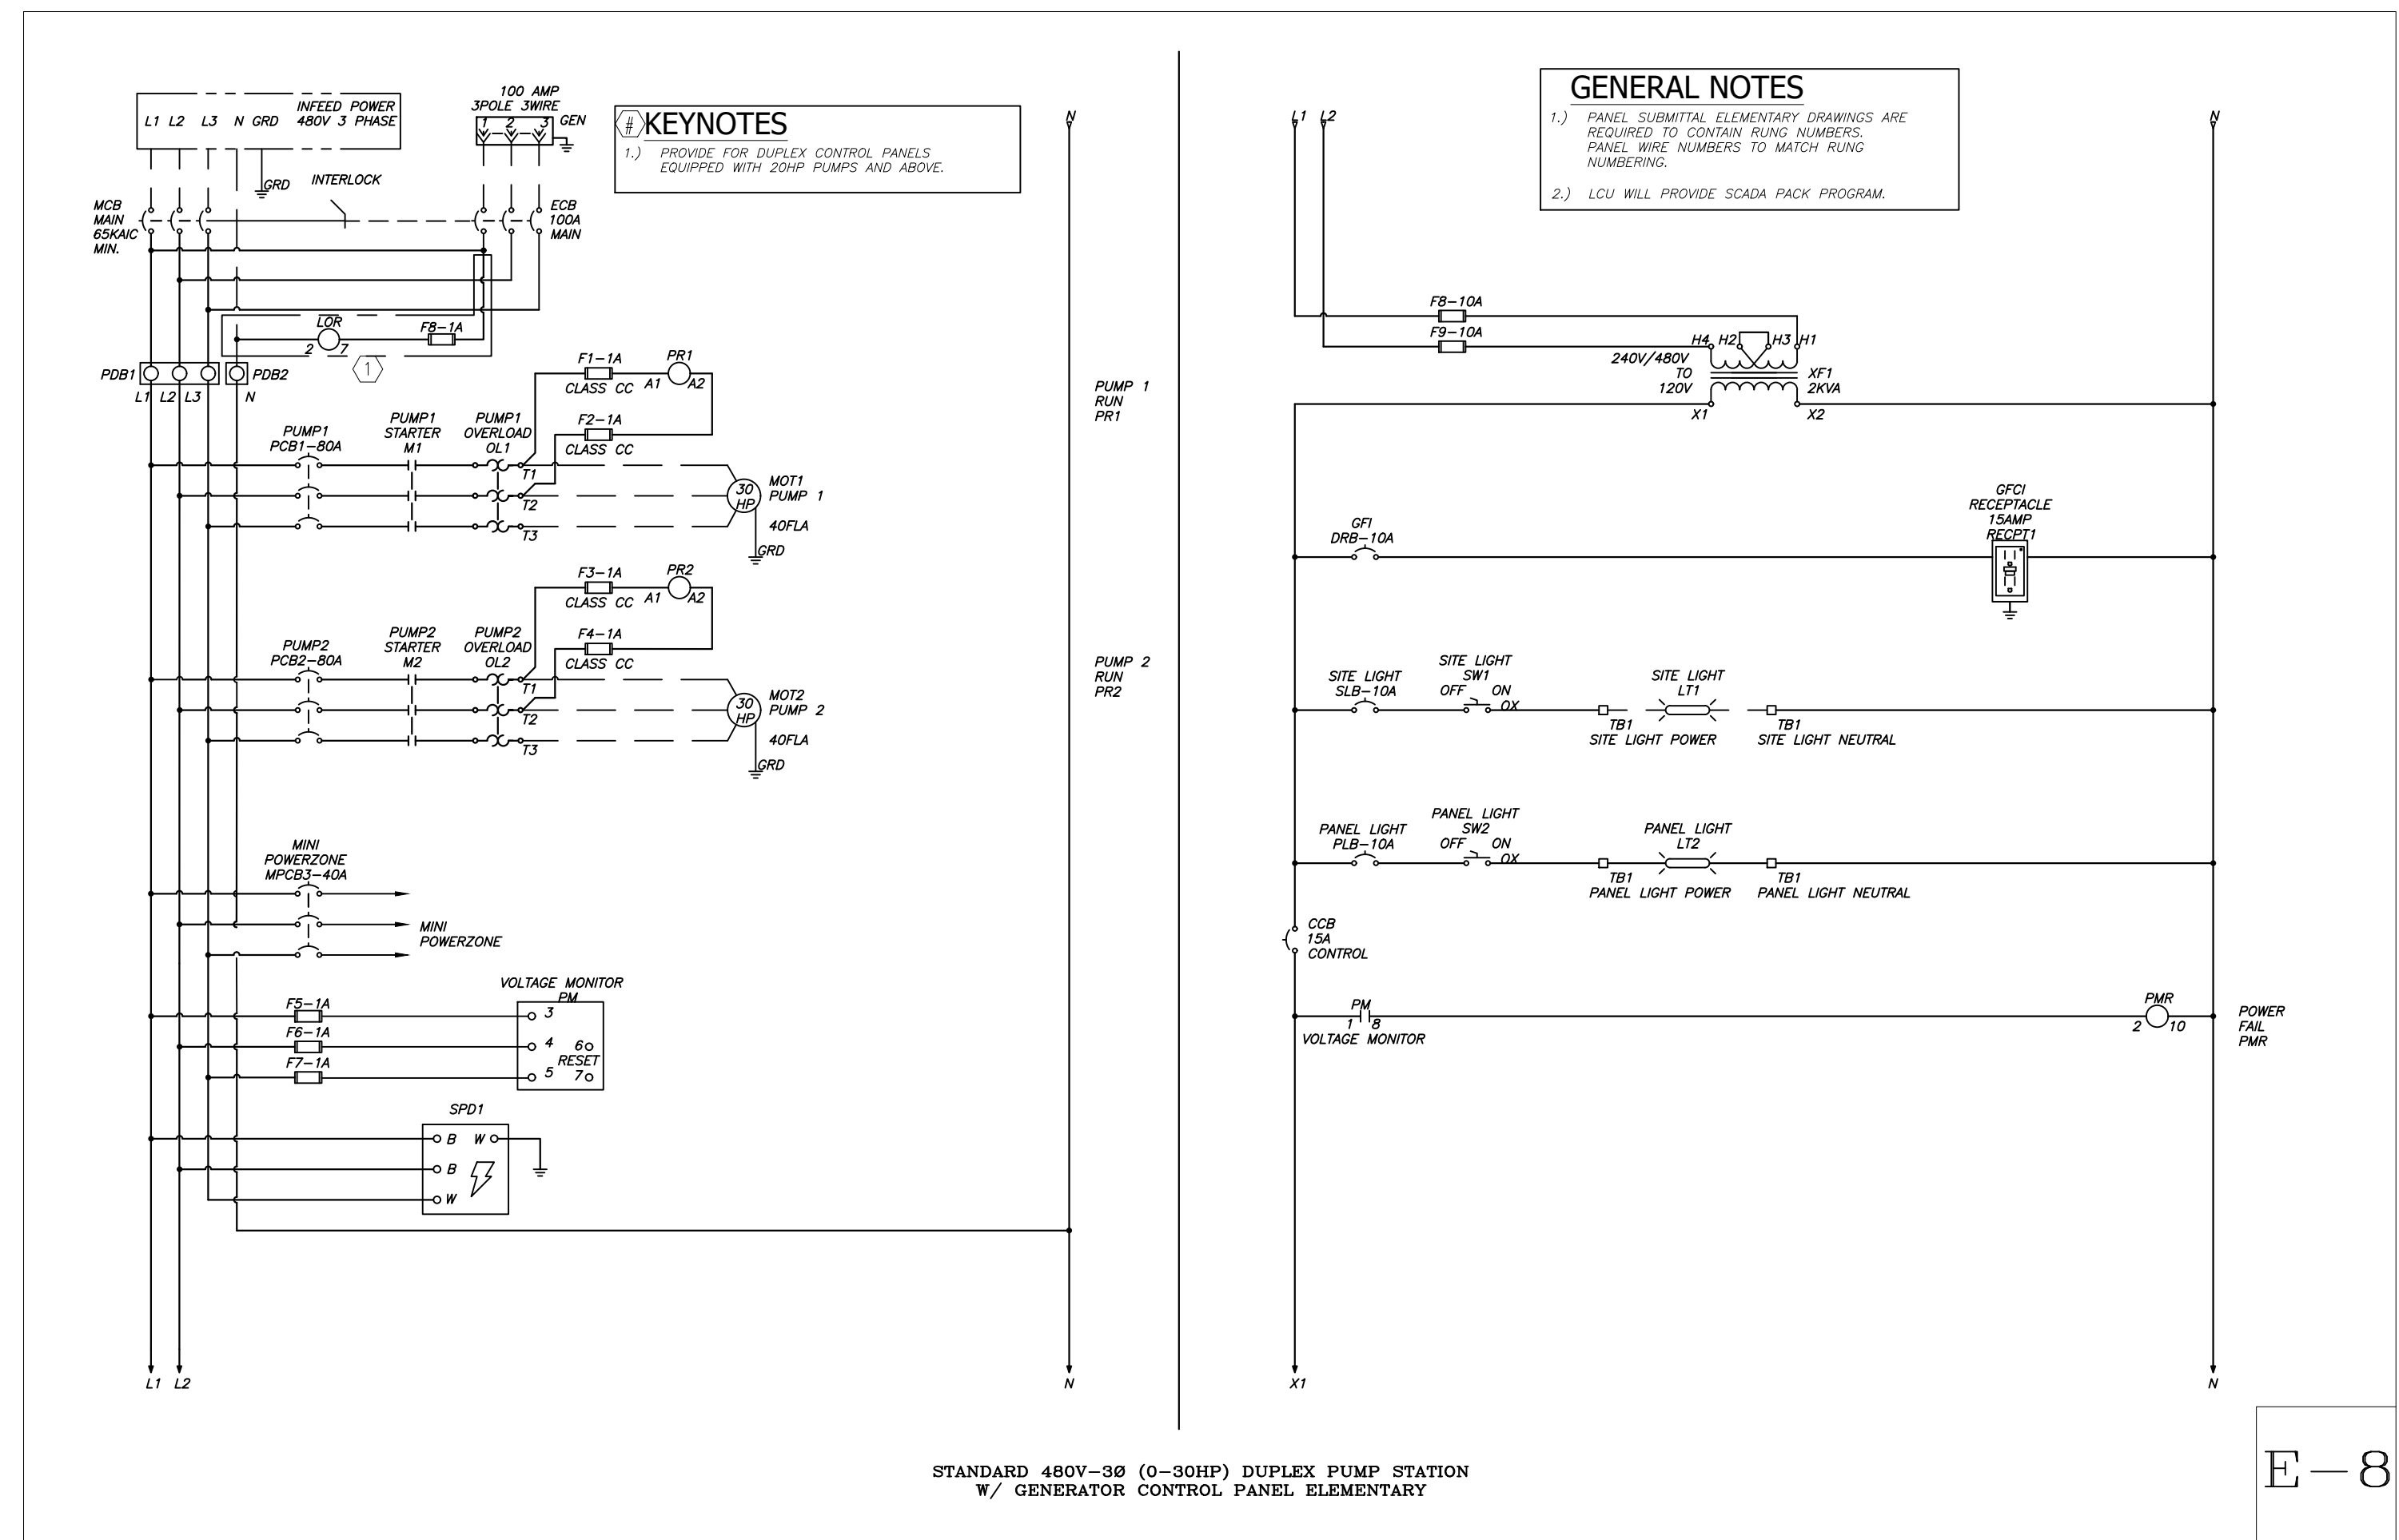 INFEED POWER
480V 3 PHASE
L1 L2 L3 N GRD
100 AMP
3POLE 3WIRE
1 2 3 GEN
# KEYNOTES
1.) PROVIDE FOR DUPLEX CONTROL PANELS
EQUIPPED WITH 20HP PUMPS AND ABOVE.
GRD
INTERLOCK
MCB
MAIN
65KAIC
MIN.
ECB
100A
MAIN
LOR
2 7
F8-1A
1
PDB1
PDB2
L1 L2 L3 N
F1-1A
CLASS CC
PR1
A1 A2
F2-1A
CLASS CC
PUMP1
PCB1-80A
PUMP1
STARTER
M1
PUMP1
OVERLOAD
OL1
T1
T2
T3
30
HP
MOT1
PUMP 1
40FLA
GRD
F3-1A
CLASS CC
PR2
A1 A2
F4-1A
CLASS CC
PUMP2
PCB2-80A
PUMP2
STARTER
M2
PUMP2
OVERLOAD
OL2
T1
T2
T3
30
HP
MOT2
PUMP 2
40FLA
GRD
MINI
POWERZONE
MPCB3-40A
MINI
POWERZONE
VOLTAGE MONITOR
PM
F5-1A
3
F6-1A
4 6
RESET
F7-1A
5 7
SPD1
B W
B
W
L1 L2
N
PUMP 1
RUN
PR1
PUMP 2
RUN
PR2
N
GENERAL NOTES
1.) PANEL SUBMITTAL ELEMENTARY DRAWINGS ARE
REQUIRED TO CONTAIN RUNG NUMBERS.
PANEL WIRE NUMBERS TO MATCH RUNG
NUMBERING.
2.) LCU WILL PROVIDE SCADA PACK PROGRAM.
L1 L2
N
F8-10A
F9-10A
H4 H2 H3 H1
240V/480V
TO
120V
XF1
2KVA
X1 X2
GFI
DRB-10A
GFCI
RECEPTACLE
15AMP
RECPT1
SITE LIGHT
SLB-10A
SITE LIGHT
SW1
OFF ON
OX
SITE LIGHT
LT1
TB1
SITE LIGHT POWER
TB1
SITE LIGHT NEUTRAL
PANEL LIGHT
PLB-10A
PANEL LIGHT
SW2
OFF ON
OX
PANEL LIGHT
LT2
TB1
PANEL LIGHT POWER
TB1
PANEL LIGHT NEUTRAL
CCB
15A
CONTROL
PM
1 8
VOLTAGE MONITOR
PMR
2 10
POWER
FAIL
PMR
X1
N
STANDARD 480V-3Ø (0-30HP) DUPLEX PUMP STATION
W/ GENERATOR CONTROL PANEL ELEMENTARY
E-8